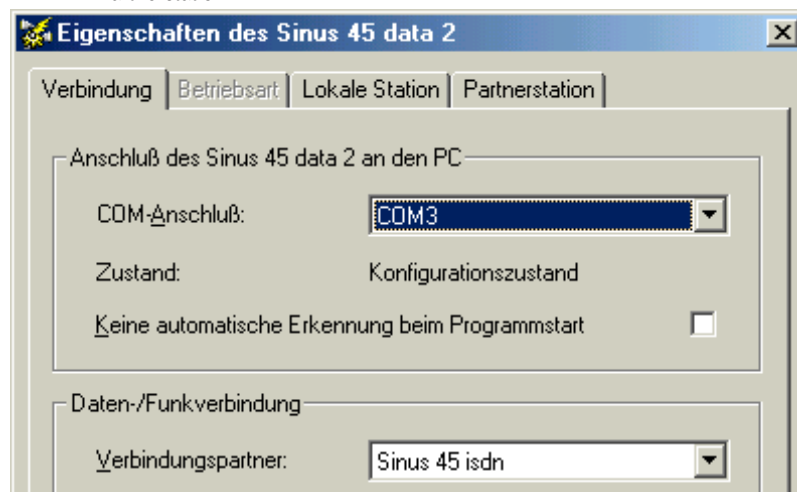 Eigenschaften des Sinus 45 data 2
Verbindung Betriebsart Lokale Station Partnerstation
Anschluß des Sinus 45 data 2 an den PC
COM-Anschluß: COM3
Zustand: Konfigurationszustand
Keine automatische Erkennung beim Programmstart
Daten-/Funkverbindung
Verbindungspartner: Sinus 45 isdn